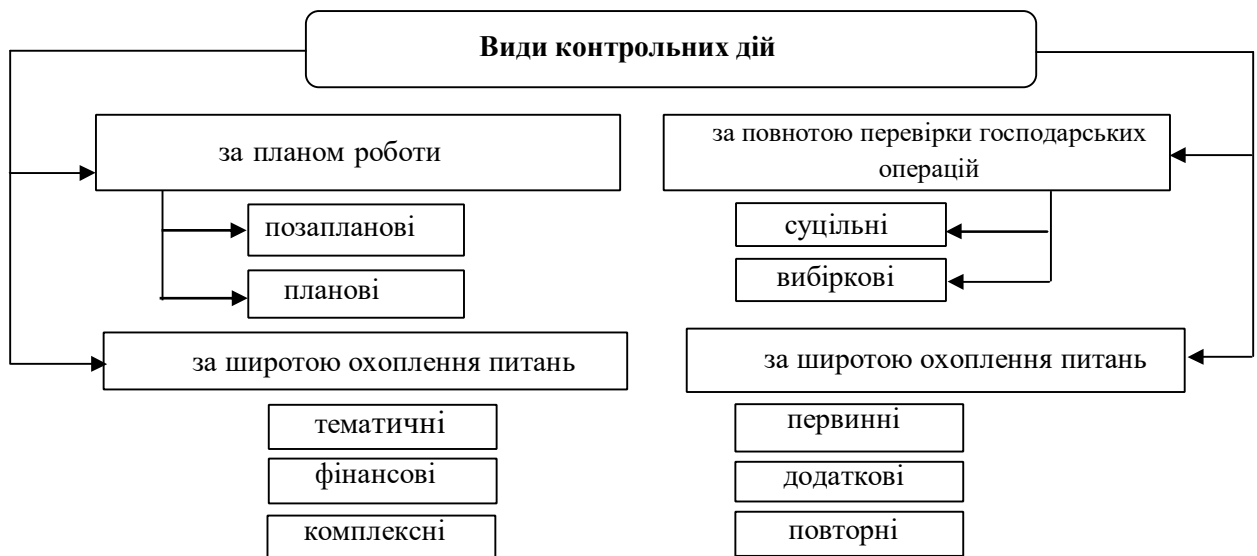 Види контрольних дій
за планом роботи
позапланові
планові
за повнотою перевірки господарських
операцій
суцільні
вибіркові
за широтою охоплення питань
тематичні
фінансові
комплексні
за широтою охоплення питань
первинні
додаткові
повторні